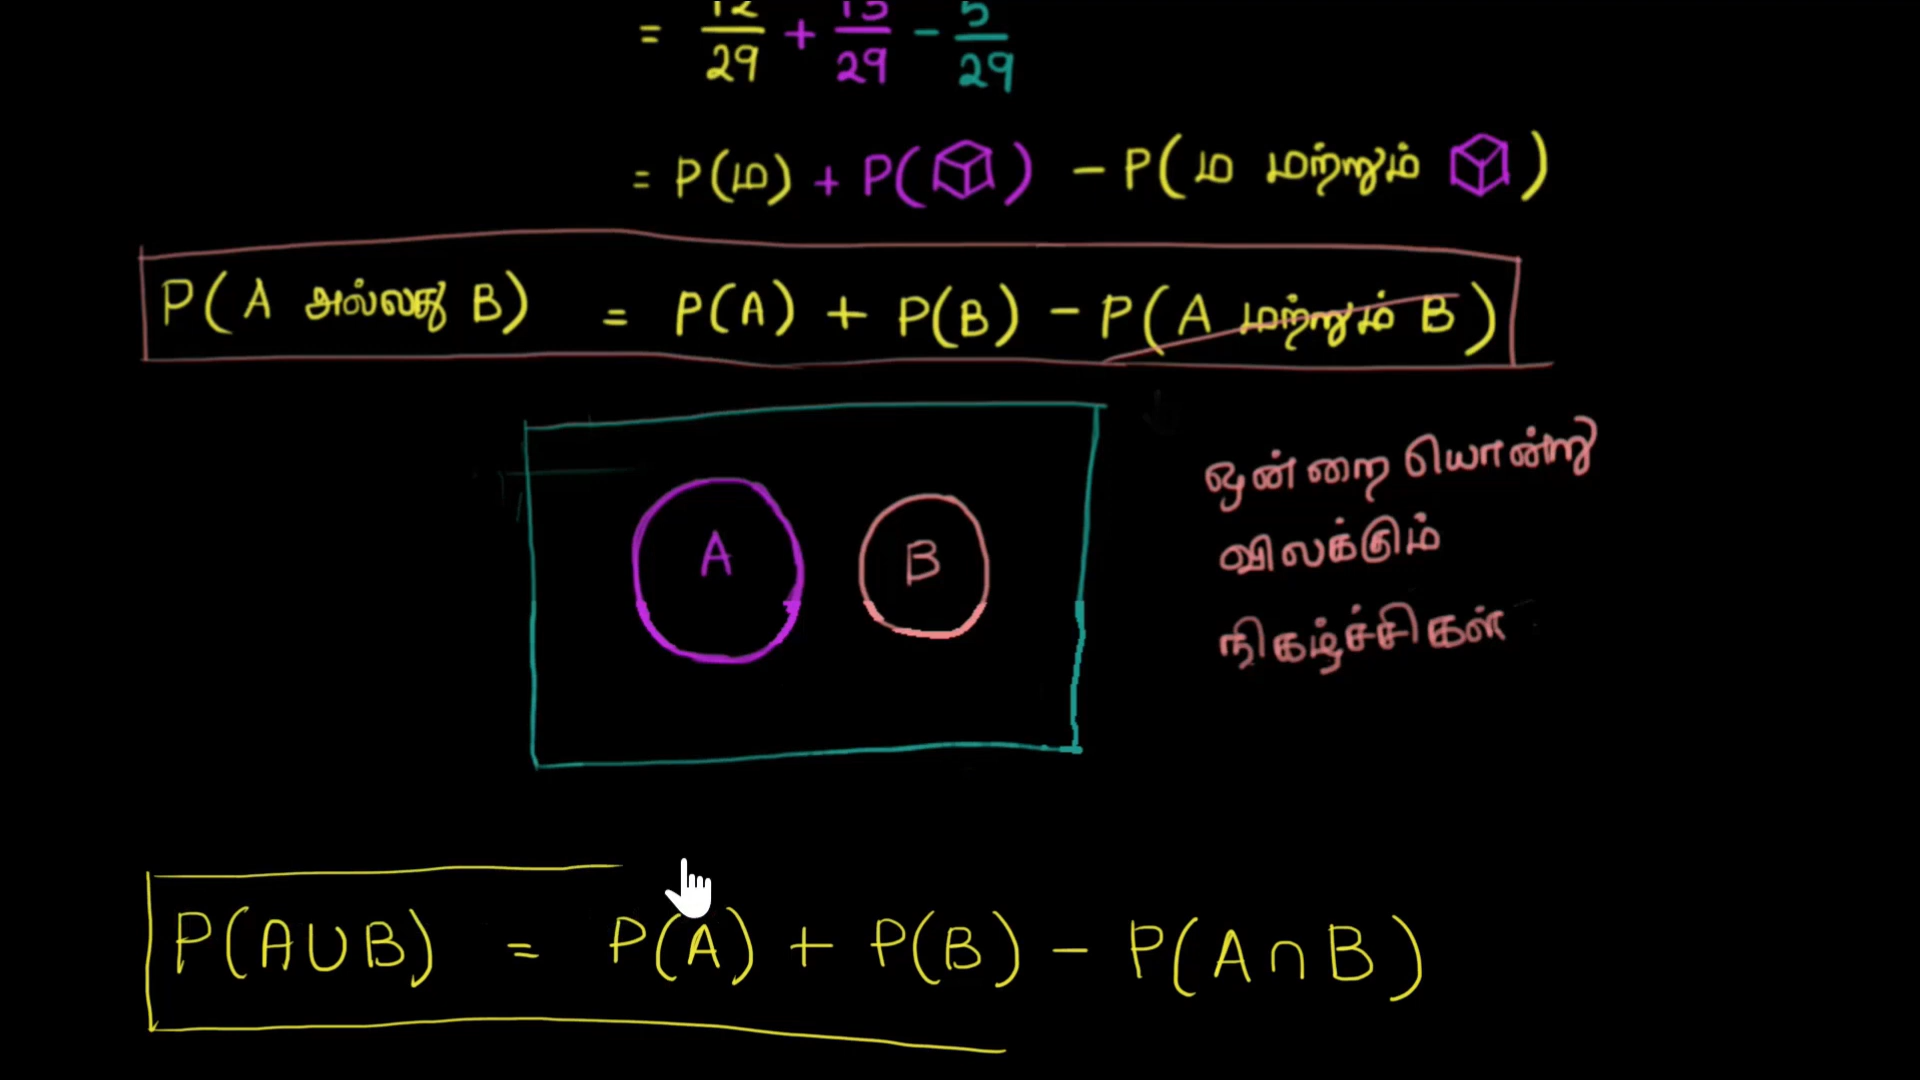 = 12/29 + 13/29 - 5/29
= P(ம) + P( ) - P(ம மற்றும் )
P(A அல்லது B) = P(A) + P(B) - P(A மற்றும் B)
A B
ஒன்றையொன்று
விலக்கும்
நிகழ்ச்சிகள்
P(A∪B) = P(A) + P(B) - P(A∩B)